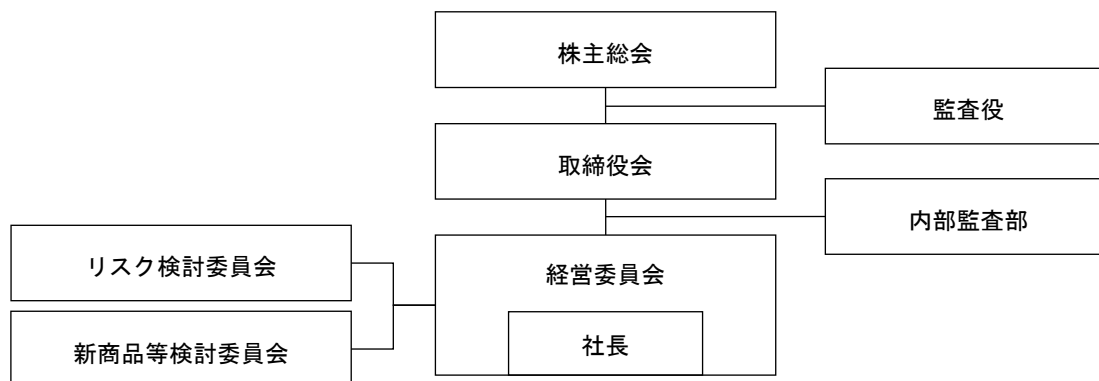 株主総会
監査役
取締役会
内部監査部
リスク検討委員会
経営委員会
新商品等検討委員会
社長